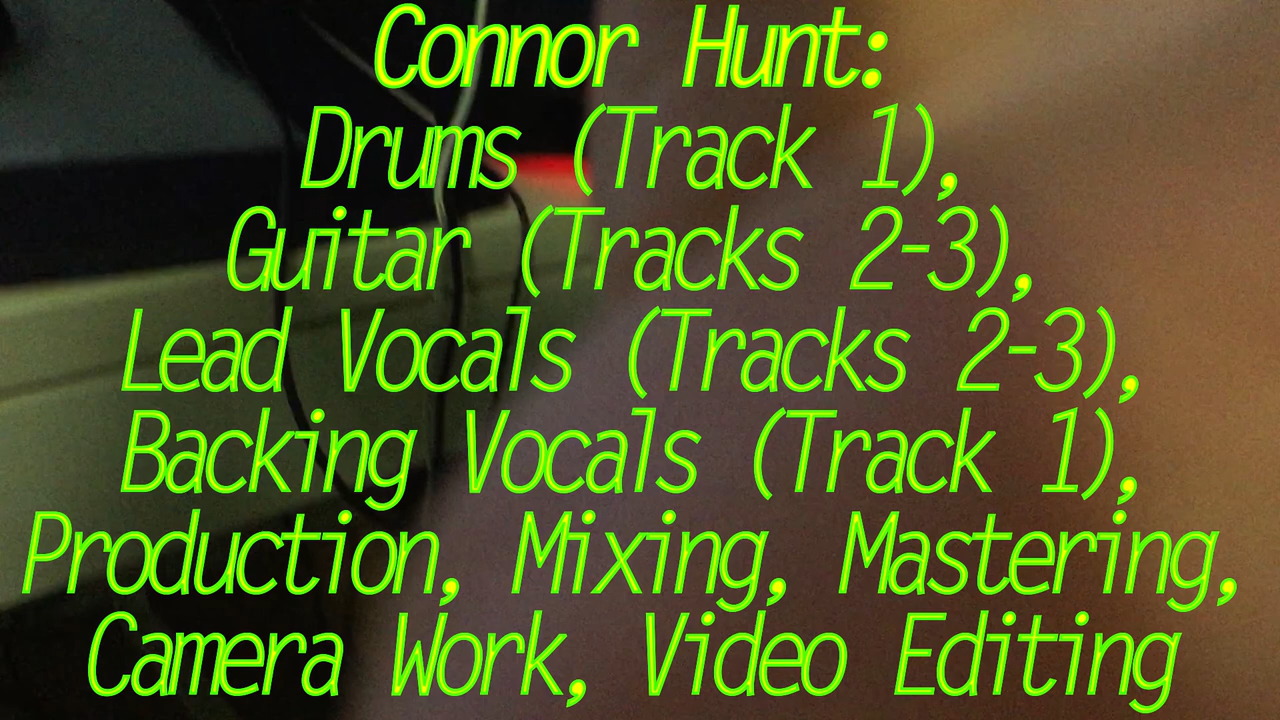 Connor Hunt:
Drums (Track 1),
Guitar (Tracks 2-3),
Lead Vocals (Tracks 2-3),
Backing Vocals (Track 1),
Production, Mixing, Mastering,
Camera Work, Video Editing